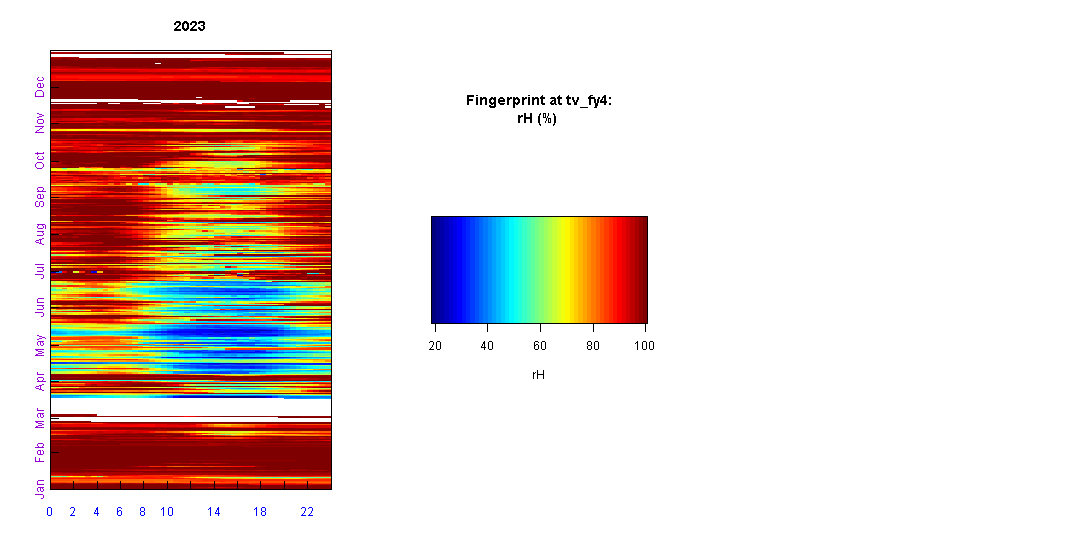 2023
Fingerprint at tv_fy4:
rH (%)
Dec
Nov
Oct
Sep
Aug
Jul
Jun
May
Apr
Mar
Feb
Jan
0 2 4 6 8 10 14 18 22
20 40 60 80 100
rH